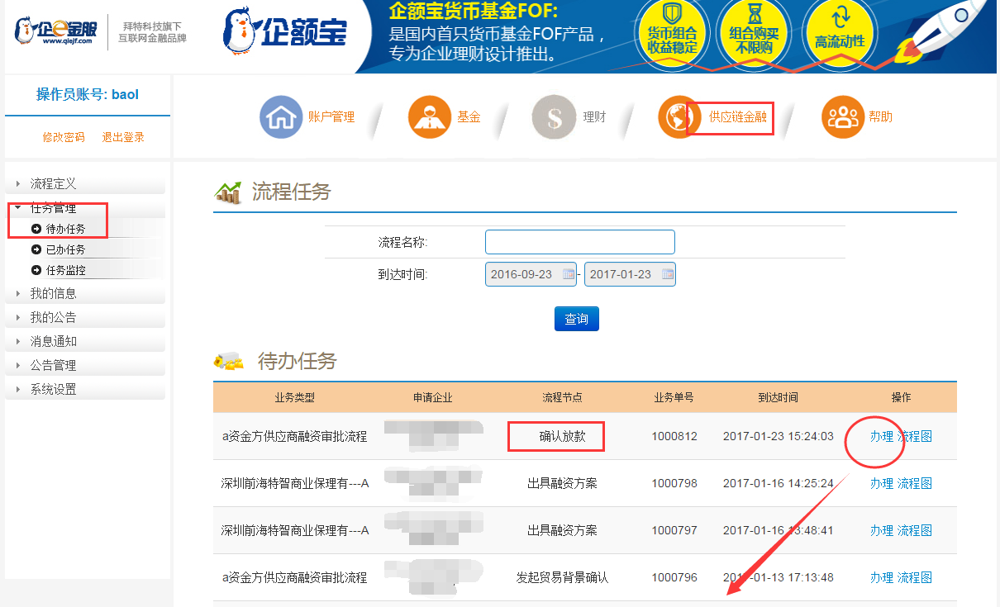 企e金服
www.qiejf.com
拜特科技旗下
互联网金融品牌
企额宝
企额宝货币基金FOF:
是国内首只货币基金FOF产品，
专为企业理财设计推出。
货币组合
收益稳定
组合购买
不限购
高流动性
操作员账号: baol
修改密码 退出登录
账户管理
基金
理财
供应链金融
帮助
流程定义
任务管理
待办任务
已办任务
任务监控
我的信息
我的公告
消息通知
公告管理
系统设置
流程任务
流程名称:
到达时间: 2016-09-23 - 2017-01-23
查询
待办任务
业务类型 申请企业 流程节点 业务单号 到达时间 操作
a资金方供应商融资审批流程 确认放款 1000812 2017-01-23 15:24:03 办理 流程图
深圳前海特智商业保理有---A 出具融资方案 1000798 2017-01-16 14:25:24 办理 流程图
深圳前海特智商业保理有---A 出具融资方案 1000797 2017-01-16 13:48:41 办理 流程图
a资金方供应商融资审批流程 发起贸易背景确认 1000796 2017-01-13 17:13:48 办理 流程图